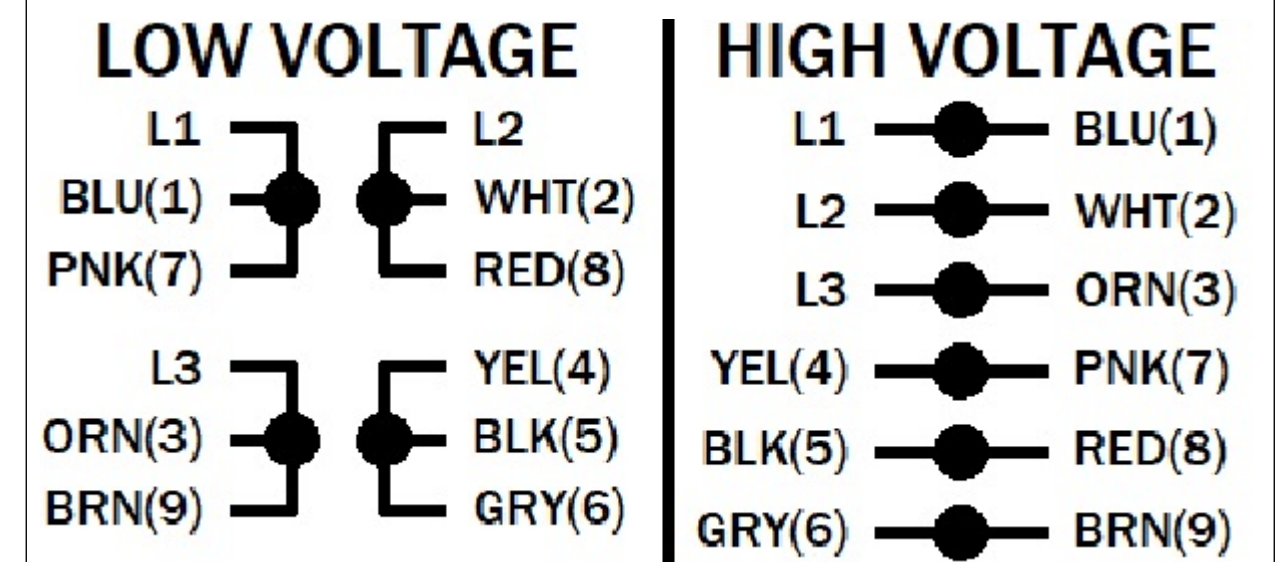 LOW VOLTAGE
L1 L2
BLU(1) WHT(2)
PNK(7) RED(8)
L3 YEL(4)
ORN(3) BLK(5)
BRN(9) GRY(6)
HIGH VOLTAGE
L1 BLU(1)
L2 WHT(2)
L3 ORN(3)
YEL(4) PNK(7)
BLK(5) RED(8)
GRY(6) BRN(9)